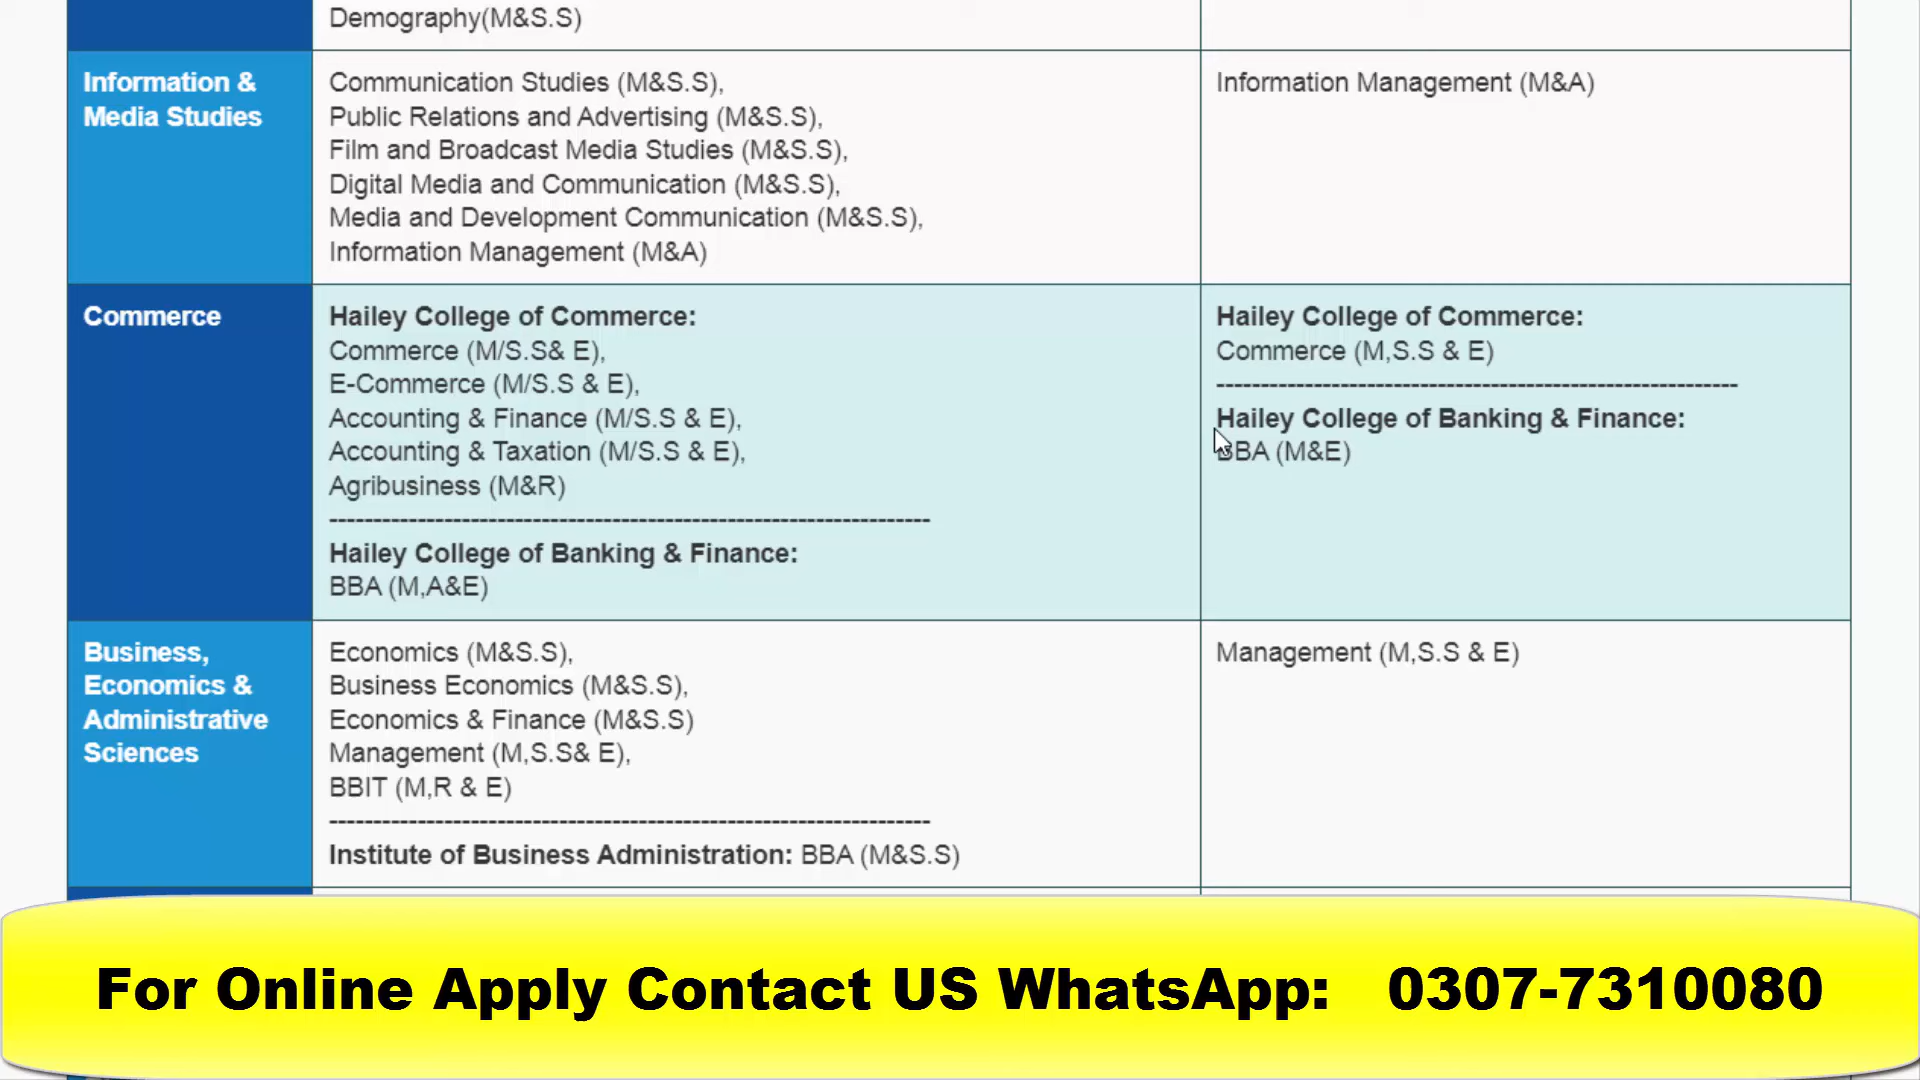 Demography(M&S.S)
Information &
Media Studies
Communication Studies (M&S.S),
Public Relations and Advertising (M&S.S),
Film and Broadcast Media Studies (M&S.S),
Digital Media and Communication (M&S.S),
Media and Development Communication (M&S.S),
Information Management (M&A)
Information Management (M&A)
Commerce
Hailey College of Commerce:
Commerce (M/S.S& E),
E-Commerce (M/S.S & E),
Accounting & Finance (M/S.S & E),
Accounting & Taxation (M/S.S & E),
Agribusiness (M&R)
--------------------------------------------------------------------
Hailey College of Banking & Finance:
BBA (M,A&E)
Hailey College of Commerce:
Commerce (M,S.S & E)
-----------------------------------------------------------
Hailey College of Banking & Finance:
BBA (M&E)
Business,
Economics &
Administrative
Sciences
Economics (M&S.S),
Business Economics (M&S.S),
Economics & Finance (M&S.S)
Management (M,S.S& E),
BBIT (M,R & E)
--------------------------------------------------------------------
Institute of Business Administration: BBA (M&S.S)
Management (M,S.S & E)
For Online Apply Contact US WhatsApp: 0307-7310080